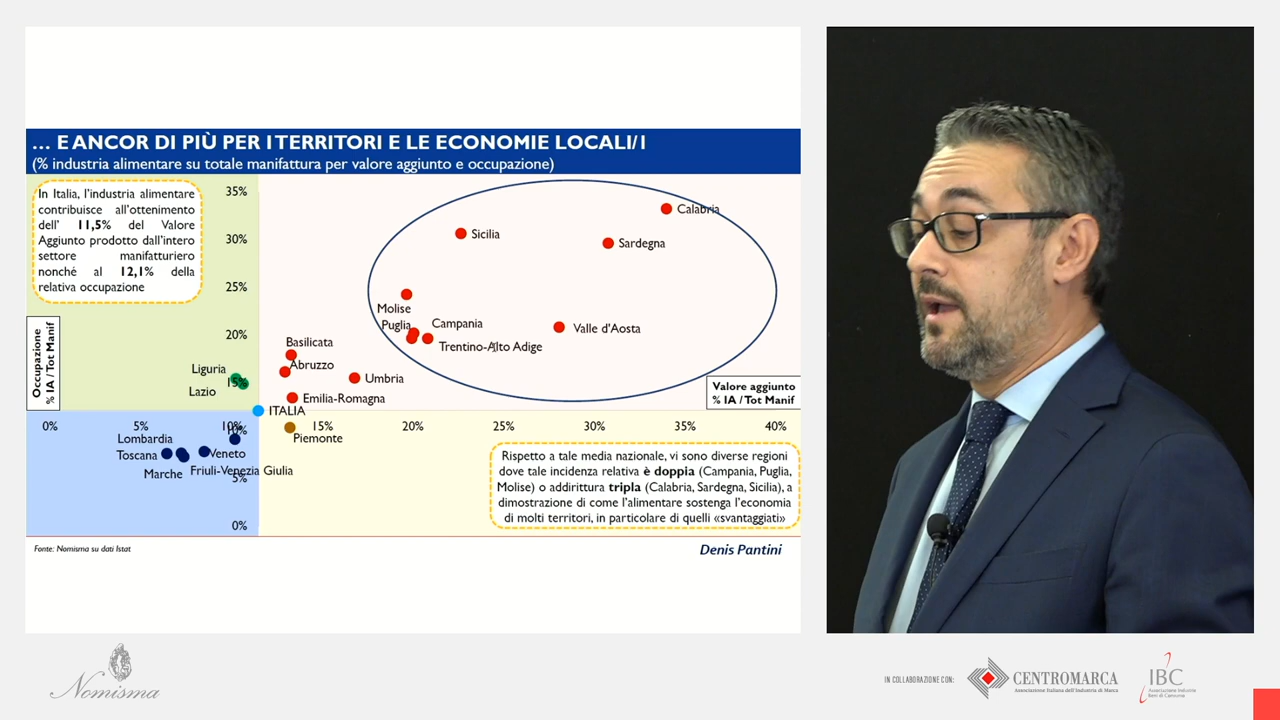 ... E ANCOR DI PIÙ PER I TERRITORI E LE ECONOMIE LOCALI/1
(% industria alimentare su totale manifattura per valore aggiunto e occupazione)
In Italia, l'industria alimentare
contribuisce all'ottenimento
dell' 11,5% del Valore
Aggiunto prodotto dall'intero
settore manifatturiero
nonché al 12,1% della
relativa occupazione
35%
30%
25%
20%
15%
10%
5%
0%
Occupazione
% IA / Tot Manif
Calabria
Sicilia
Sardegna
Molise
Puglia
Campania
Valle d'Aosta
Trentino-Alto Adige
Basilicata
Abruzzo
Liguria
Umbria
Lazio
Emilia-Romagna
ITALIA
Valore aggiunto
% IA / Tot Manif
0%
5%
10%
15%
20%
25%
30%
35%
40%
Piemonte
Lombardia
Toscana
Veneto
Marche
Friuli-Venezia Giulia
Rispetto a tale media nazionale, vi sono diverse regioni
dove tale incidenza relativa è doppia (Campania, Puglia,
Molise) o addirittura tripla (Calabria, Sardegna, Sicilia), a
dimostrazione di come l'alimentare sostenga l'economia
di molti territori, in particolare di quelli «svantaggiati»
Fonte: Nomisma su dati Istat
Denis Pantini
Nomisma
IN COLLABORAZIONE CON:
CENTROMARCA
Associazione Italiana dell'Industria di Marca
IBC
Associazione Industrie
Beni di Consumo